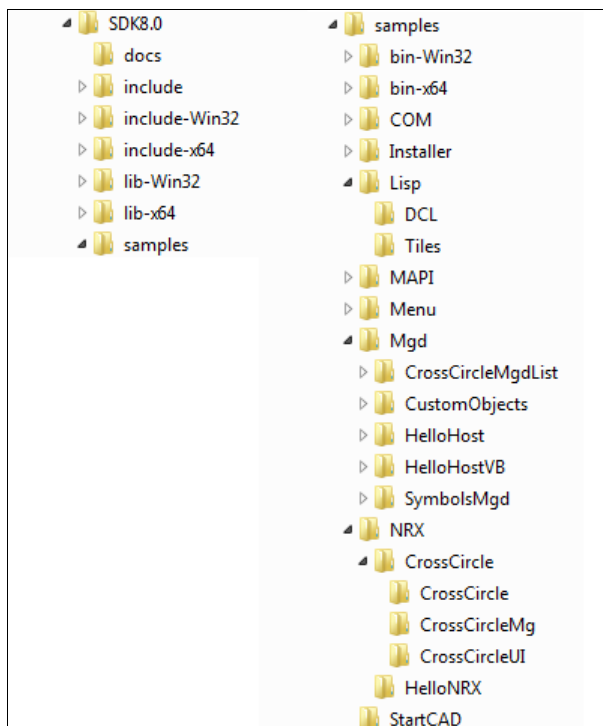 SDK8.0
docs
include
include-Win32
include-x64
lib-Win32
lib-x64
samples
samples
bin-Win32
bin-x64
COM
Installer
Lisp
DCL
Tiles
MAPI
Menu
Mgd
CrossCircleMgdList
CustomObjects
HelloHost
HelloHostVB
SymbolsMgd
NRX
CrossCircle
CrossCircle
CrossCircleMg
CrossCircleUI
HelloNRX
StartCAD